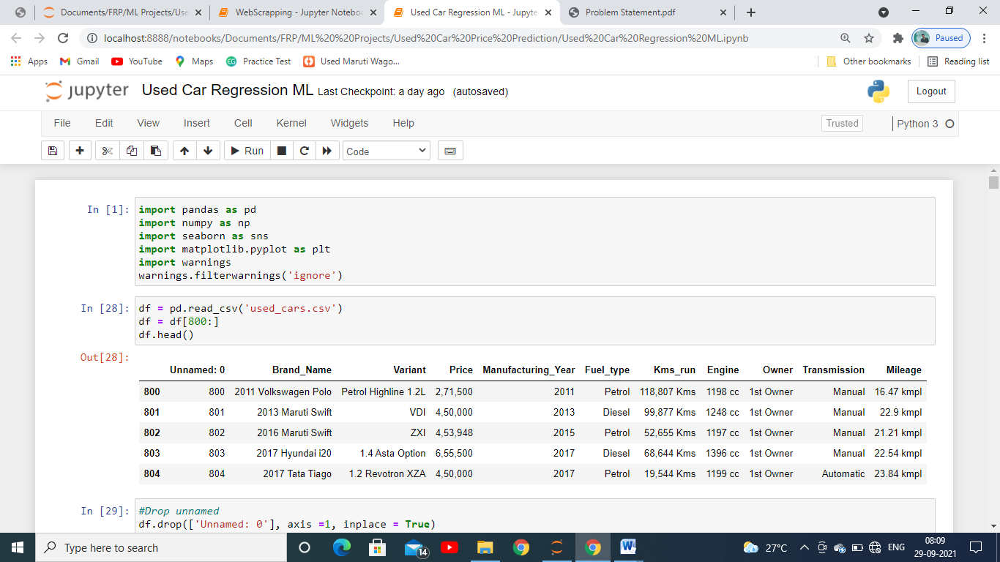 Documents/FRP/ML Projects/Use
WebScrapping - Jupyter Noteboo
Used Car Regression ML - Jupyte
Problem Statement.pdf
localhost:8888/notebooks/Documents/FRP/ML%20%20Projects/Used%20Car%20Price%20Prediction/Used%20Car%20Regression%20ML.ipynb
Paused
Apps Gmail YouTube Maps Practice Test Used Maruti Wago... Other bookmarks Reading list
jupyter Used Car Regression ML Last Checkpoint: a day ago (autosaved) Logout
File Edit View Insert Cell Kernel Widgets Help Trusted Python 3
Run Code
In [1]: import pandas as pd
import numpy as np
import seaborn as sns
import matplotlib.pyplot as plt
import warnings
warnings.filterwarnings('ignore')
In [28]: df = pd.read_csv('used_cars.csv')
df = df[800:]
df.head()
Out[28]:
Unnamed: 0 Brand_Name Variant Price Manufacturing_Year Fuel_type Kms_run Engine Owner Transmission Mileage
800 800 2011 Volkswagen Polo Petrol Highline 1.2L 2,71,500 2011 Petrol 118,807 Kms 1198 cc 1st Owner Manual 16.47 kmpl
801 801 2013 Maruti Swift VDI 4,50,000 2013 Diesel 99,877 Kms 1248 cc 1st Owner Manual 22.9 kmpl
802 802 2016 Maruti Swift ZXI 4,53,948 2015 Petrol 52,655 Kms 1197 cc 1st Owner Manual 21.21 kmpl
803 803 2017 Hyundai i20 1.4 Asta Option 6,55,500 2017 Diesel 68,644 Kms 1396 cc 1st Owner Manual 22.54 kmpl
804 804 2017 Tata Tiago 1.2 Revotron XZA 4,50,000 2017 Petrol 19,544 Kms 1199 cc 1st Owner Automatic 23.84 kmpl
In [29]: #Drop unnamed
df.drop(['Unnamed: 0'], axis =1, inplace = True)
Type here to search
14
27°C
ENG
08:09
29-09-2021